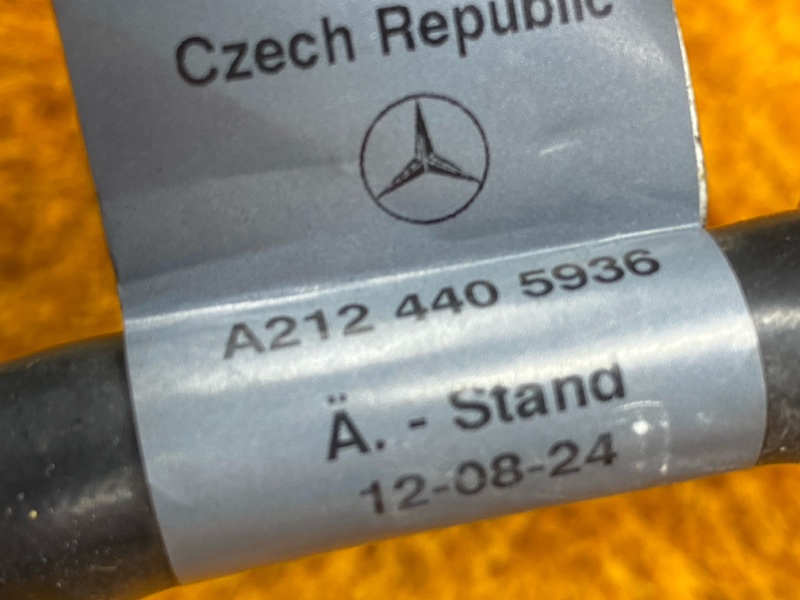 Czech Republic
A212 440 5936
Ä. - Stand
12-08-24